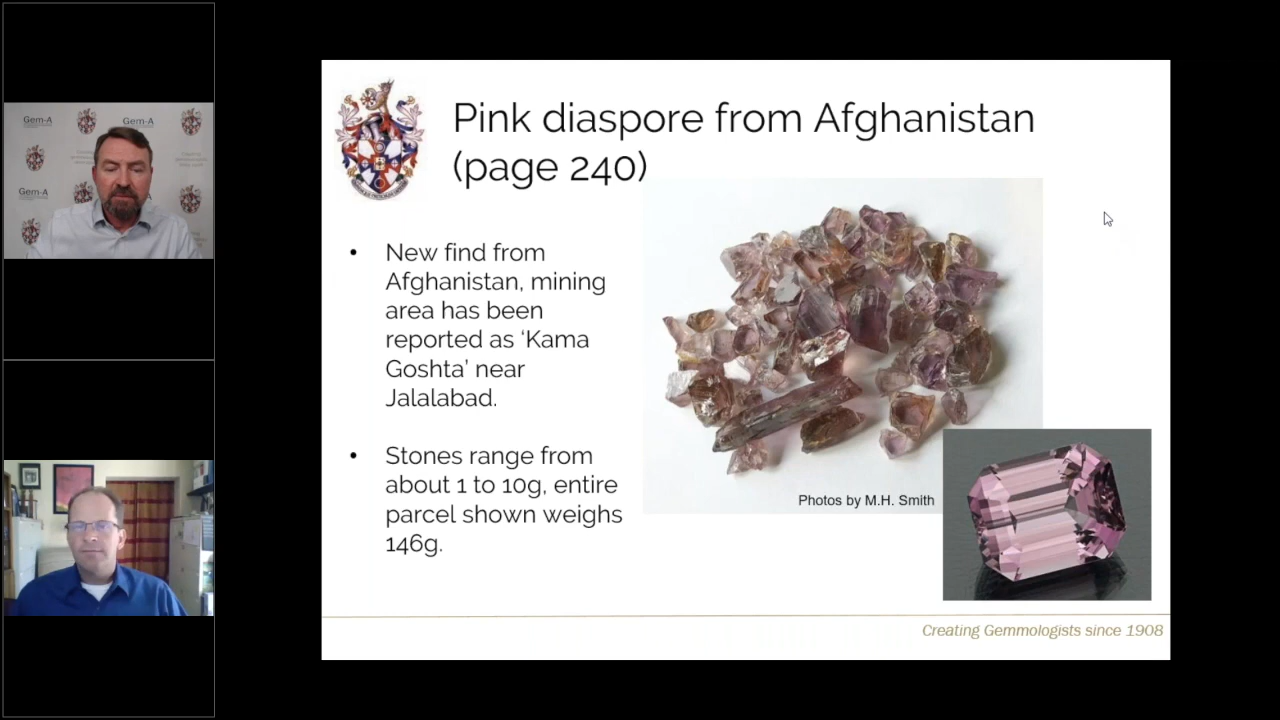 Gem-A
Gem-A
Gem-A
Pink diaspore from Afghanistan
(page 240)
• New find from
Afghanistan, mining
area has been
reported as ‘Kama
Goshta’ near
Jalalabad.
• Stones range from
about 1 to 10g, entire
parcel shown weighs
146g.
Photos by M.H. Smith
Creating Gemmologists since 1908